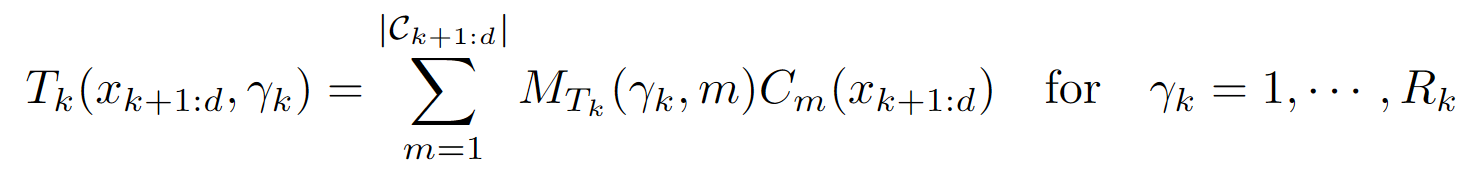 $T_k(x_{k+1:d}, \gamma_k) = \sum_{m=1}^{|\mathcal{C}_{k+1:d}|} M_{T_k}(\gamma_k, m) C_m(x_{k+1:d}) \quad \text{for} \quad \gamma_k = 1, \cdots, R_k$